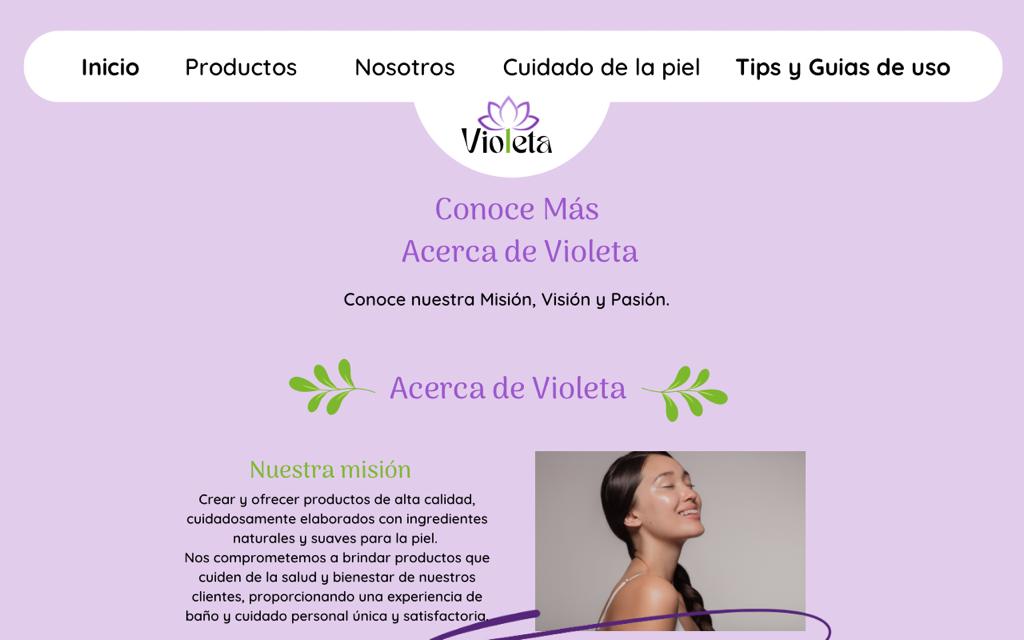 Inicio Productos Nosotros Cuidado de la piel Tips y Guias de uso
Violeta
Conoce Más
Acerca de Violeta
Conoce nuestra Misión, Visión y Pasión.
Acerca de Violeta
Nuestra misión
Crear y ofrecer productos de alta calidad,
cuidadosamente elaborados con ingredientes
naturales y suaves para la piel.
Nos comprometemos a brindar productos que
cuiden de la salud y bienestar de nuestros
clientes, proporcionando una experiencia de
baño y cuidado personal única y satisfactoria.